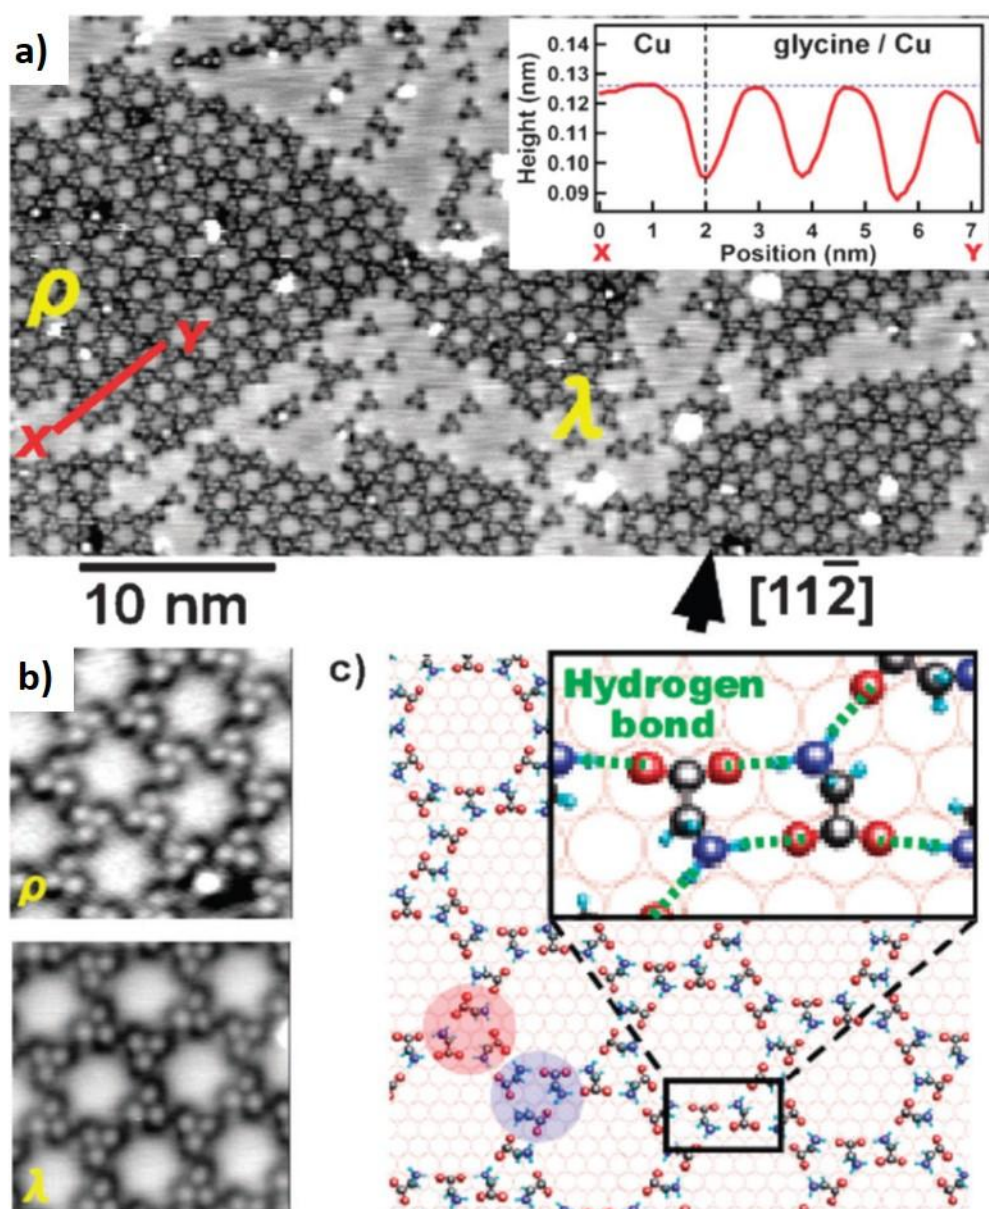 a)
0.14
0.13
0.12
0.11
0.10
0.09
Height (nm)
Cu
glycine / Cu
0 1 2 3 4 5 6 7
X Position (nm) Y
ρ
X
Y
λ
10 nm
[112̅]
b)
ρ
λ
c)
Hydrogen
bond